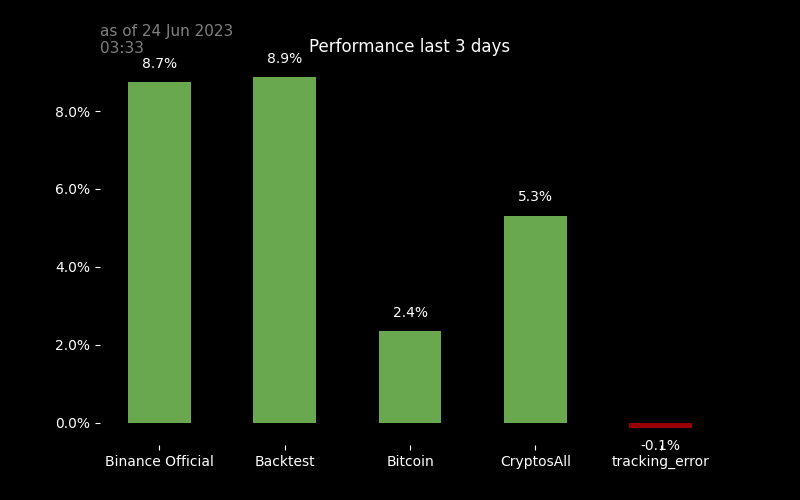 as of 24 Jun 2023
03:33
Performance last 3 days
8.7%
8.9%
2.4%
5.3%
-0.1%
8.0%
6.0%
4.0%
2.0%
0.0%
Binance Official
Backtest
Bitcoin
CryptosAll
tracking_error